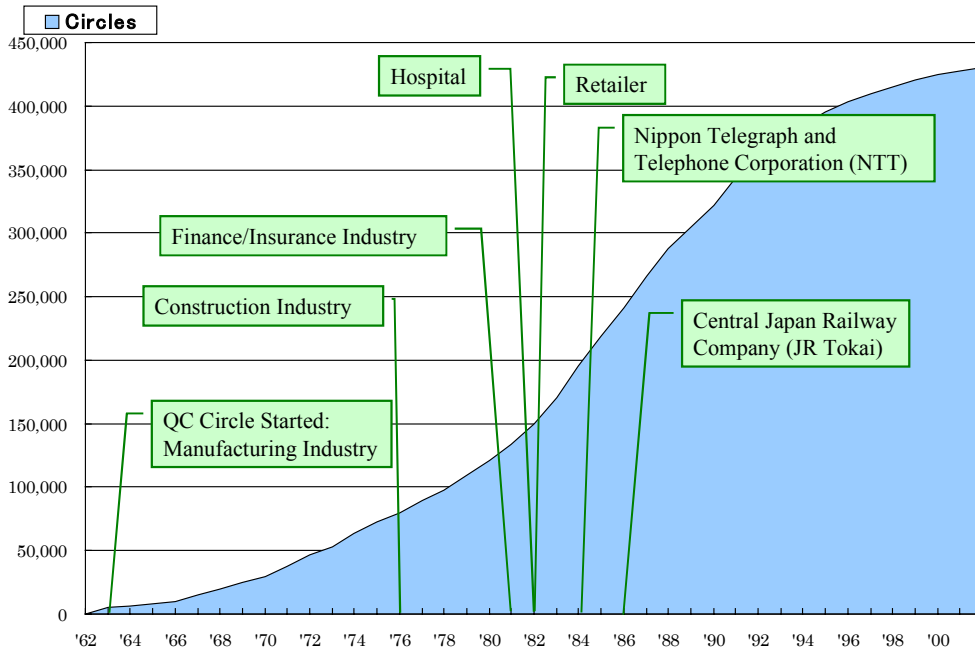 Circles
450,000
400,000
350,000
300,000
250,000
200,000
150,000
100,000
50,000
0
Hospital
Retailer
Nippon Telegraph and
Telephone Corporation (NTT)
Finance/Insurance Industry
Construction Industry
Central Japan Railway
Company (JR Tokai)
QC Circle Started:
Manufacturing Industry
'62 '64 '66 '68 '70 '72 '74 '76 '78 '80 '82 '84 '86 '88 '90 '92 '94 '96 '98 '00